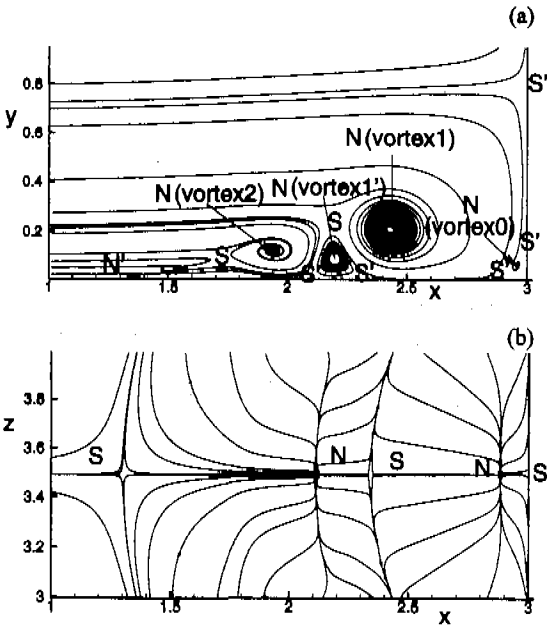 (a)
0.8
S'
y
0.6
N (vortex1)
0.4
N (vortex2)
N (vortex1')
N
S
(vortex0)
0.2
S'
N'
S
S
S'
S
N'
1
1.5
2
2.5
x
3
(b)
3.8
z
3.6
S
N
S
N
S
3.4
3.2
3
1
1.5
2
2.5
x
3